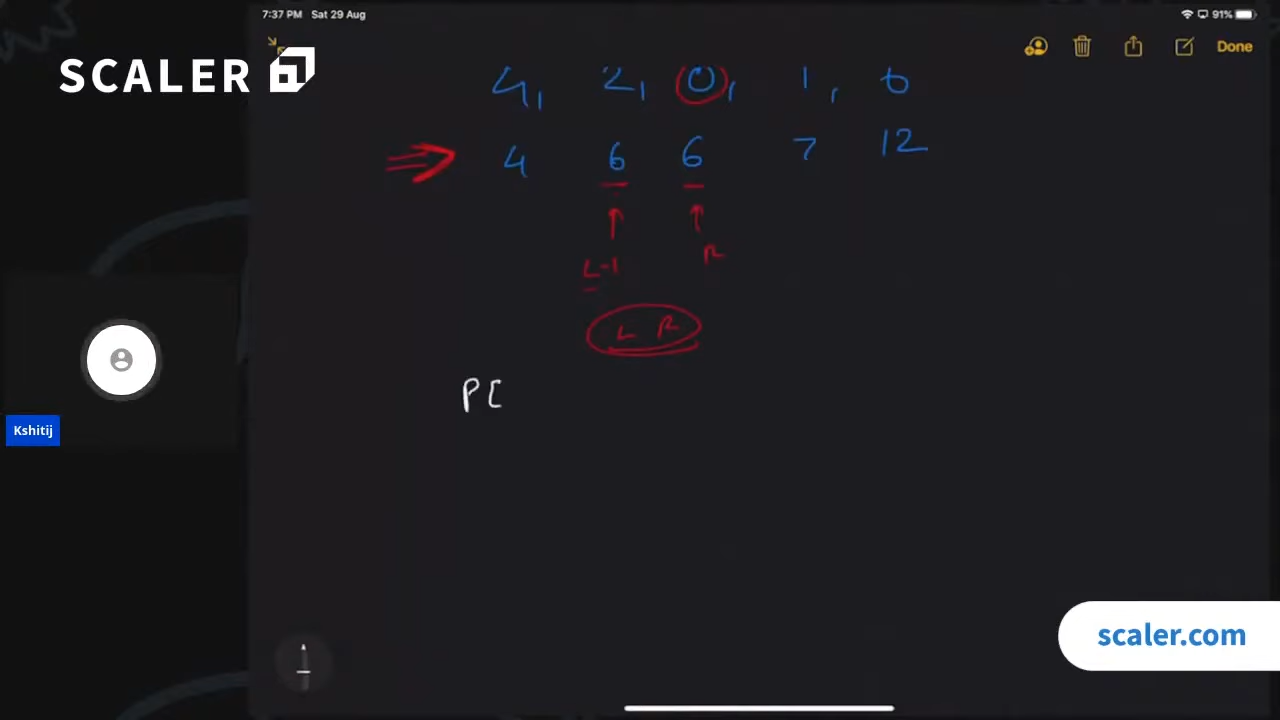 7:37 PM Sat 29 Aug
91%
Done
SCALER
4, 2, 0, 1, 6
4 6 6 7 12
L-1 R
L R
P[
Kshitij
scaler.com